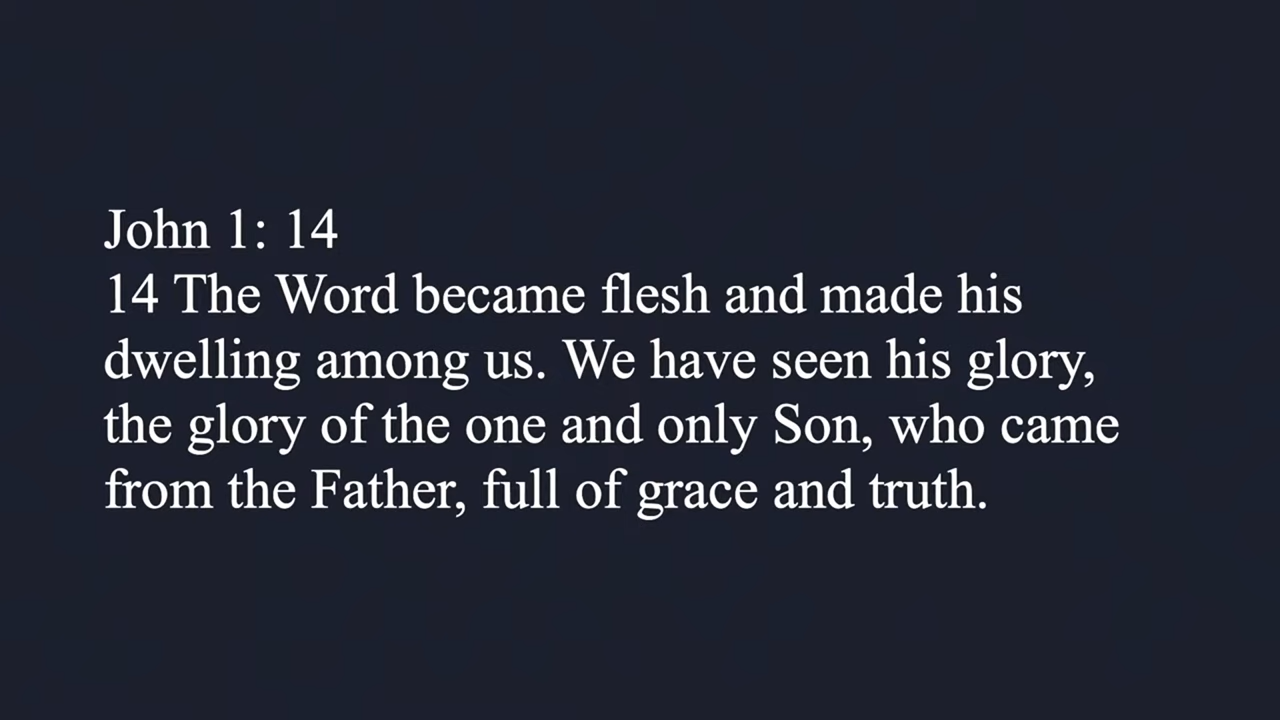 John 1: 14
14 The Word became flesh and made his
dwelling among us. We have seen his glory,
the glory of the one and only Son, who came
from the Father, full of grace and truth.